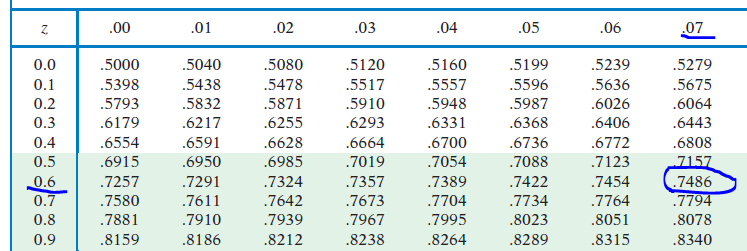 z .00 .01 .02 .03 .04 .05 .06 .07
0.0 .5000 .5040 .5080 .5120 .5160 .5199 .5239 .5279
0.1 .5398 .5438 .5478 .5517 .5557 .5596 .5636 .5675
0.2 .5793 .5832 .5871 .5910 .5948 .5987 .6026 .6064
0.3 .6179 .6217 .6255 .6293 .6331 .6368 .6406 .6443
0.4 .6554 .6591 .6628 .6664 .6700 .6736 .6772 .6808
0.5 .6915 .6950 .6985 .7019 .7054 .7088 .7123 .7157
0.6 .7257 .7291 .7324 .7357 .7389 .7422 .7454 .7486
0.7 .7580 .7611 .7642 .7673 .7704 .7734 .7764 .7794
0.8 .7881 .7910 .7939 .7967 .7995 .8023 .8051 .8078
0.9 .8159 .8186 .8212 .8238 .8264 .8289 .8315 .8340